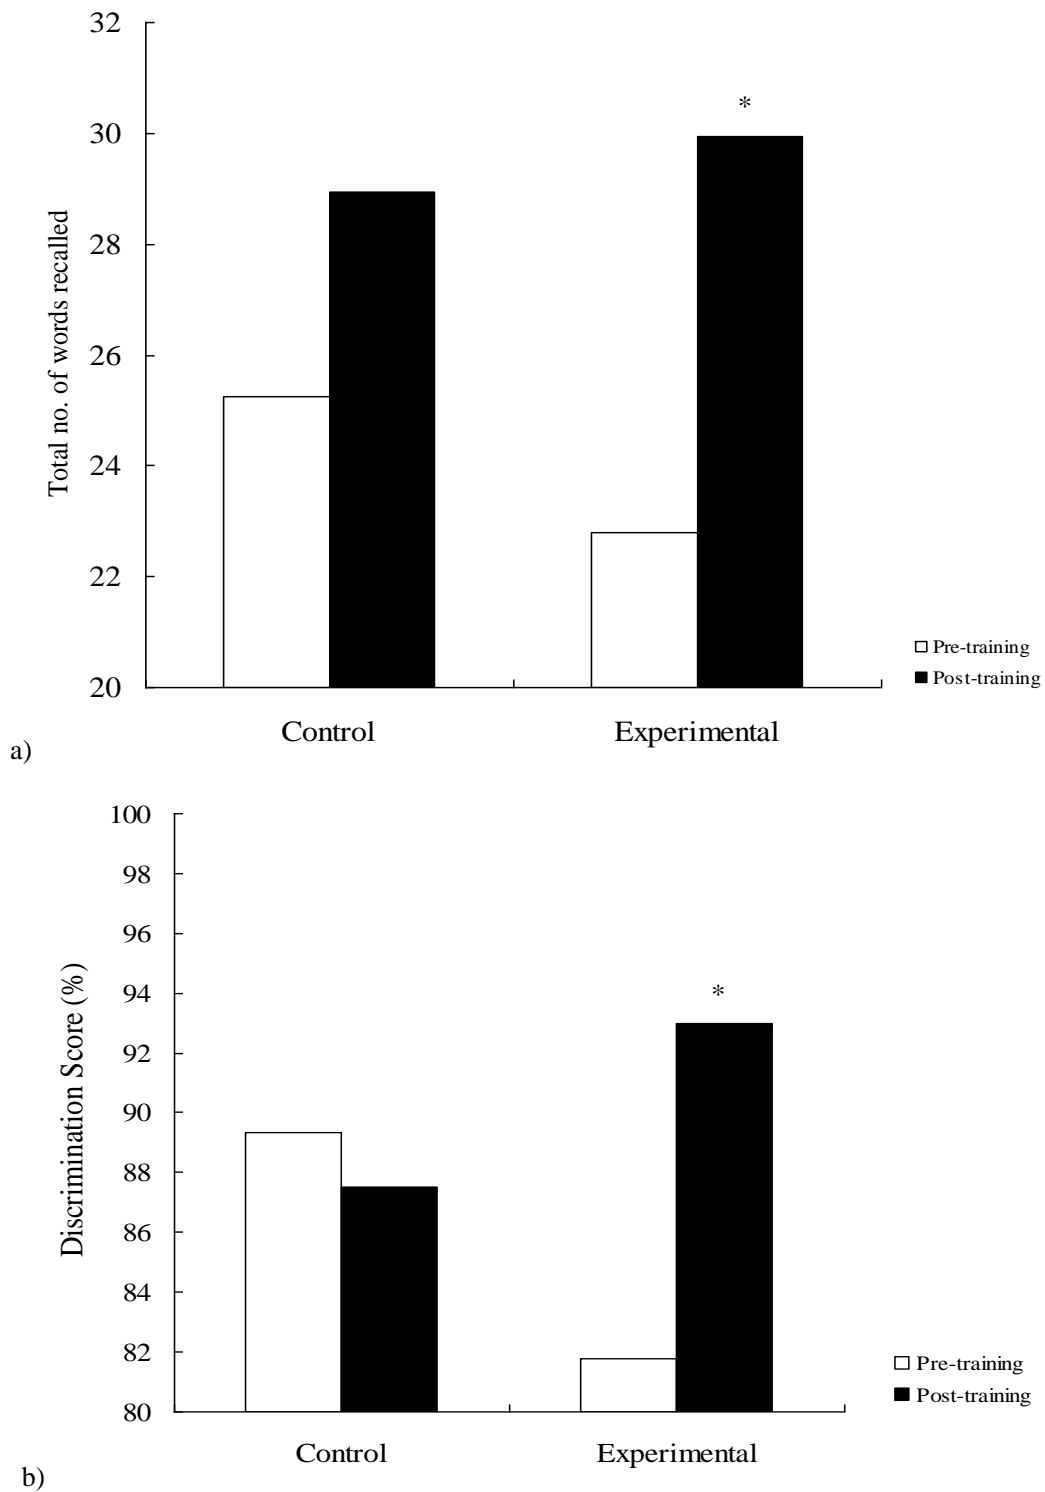 32
30
28
26
24
22
20
Total no. of words recalled
*
Control
Experimental
Pre-training
Post-training
a)
100
98
96
94
92
90
88
86
84
82
80
Discrimination Score (%)
*
Control
Experimental
Pre-training
Post-training
b)